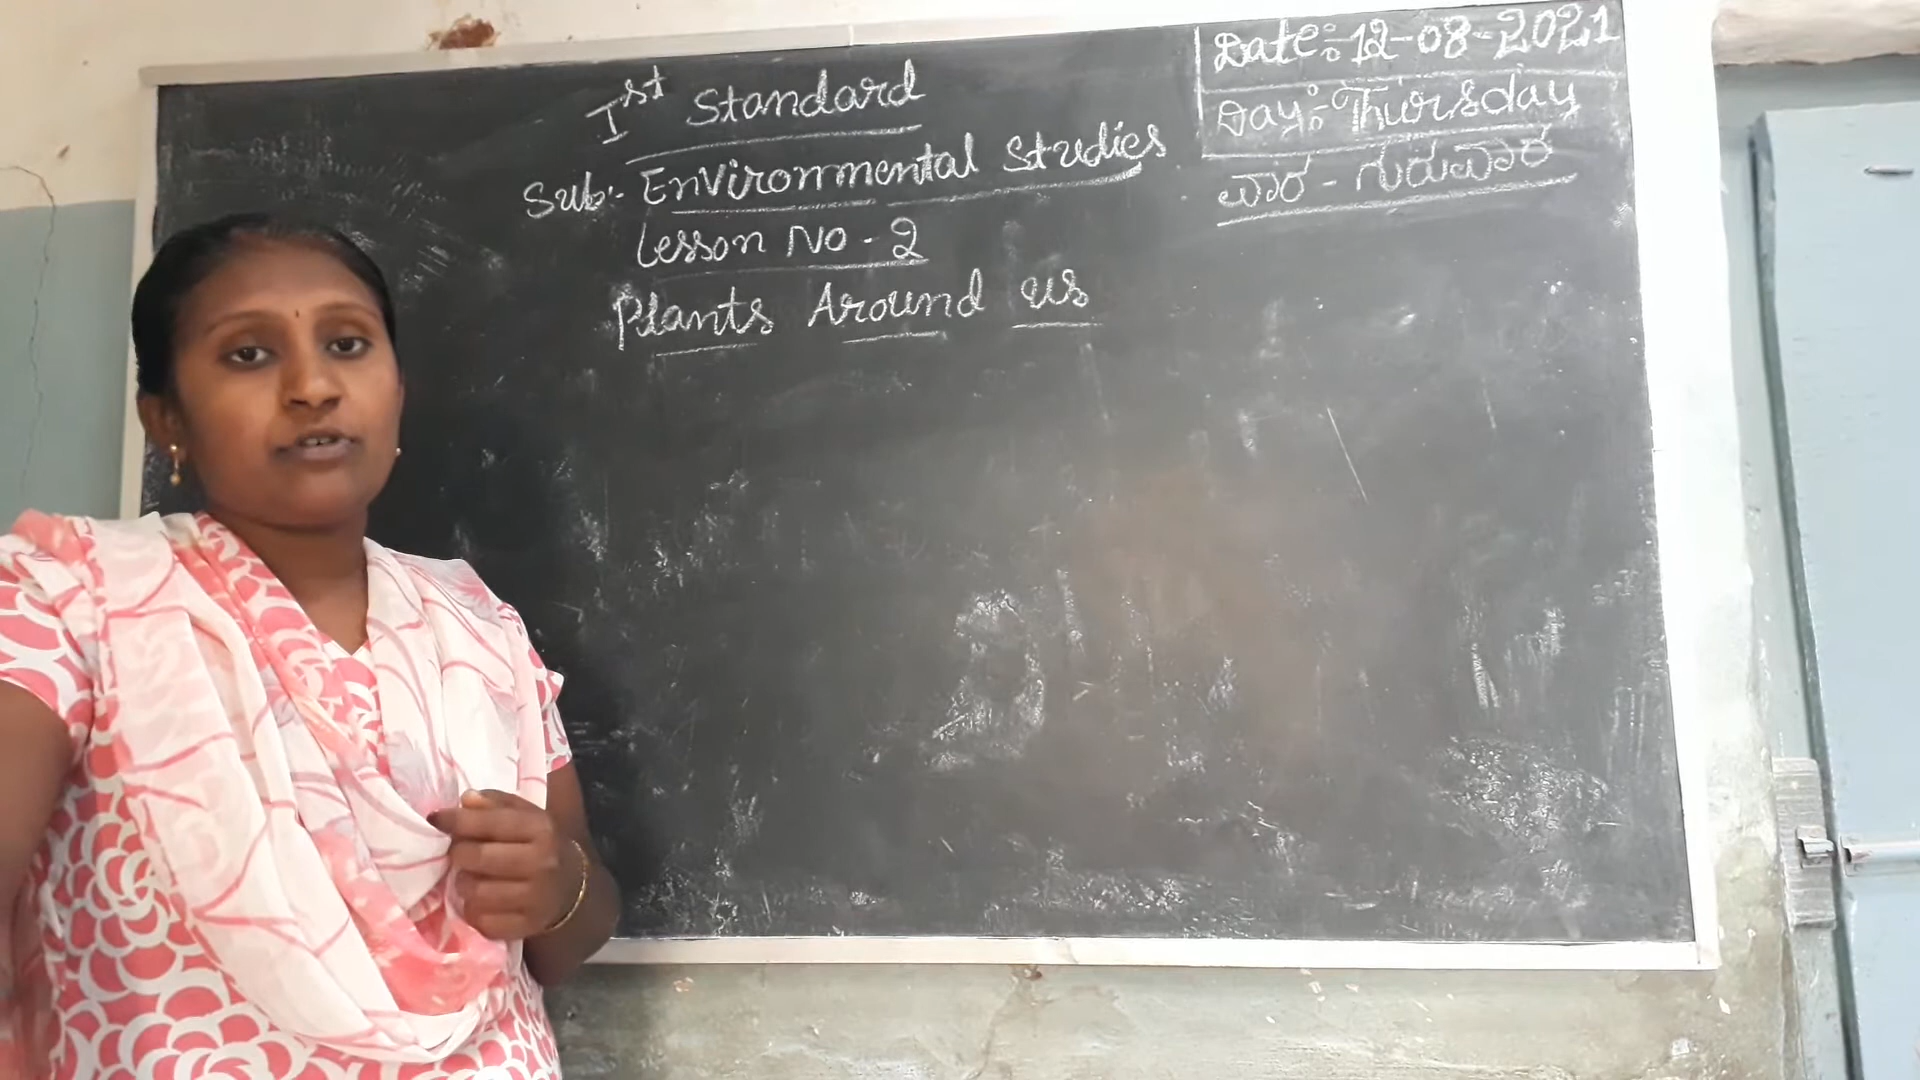 Ist Standard
Sub:- Environmental Studies
Lesson No - 2
Plants Around us
Date:-12-08-2021
Day:-Thursday
ವಾರ - ಗುರುವಾರ